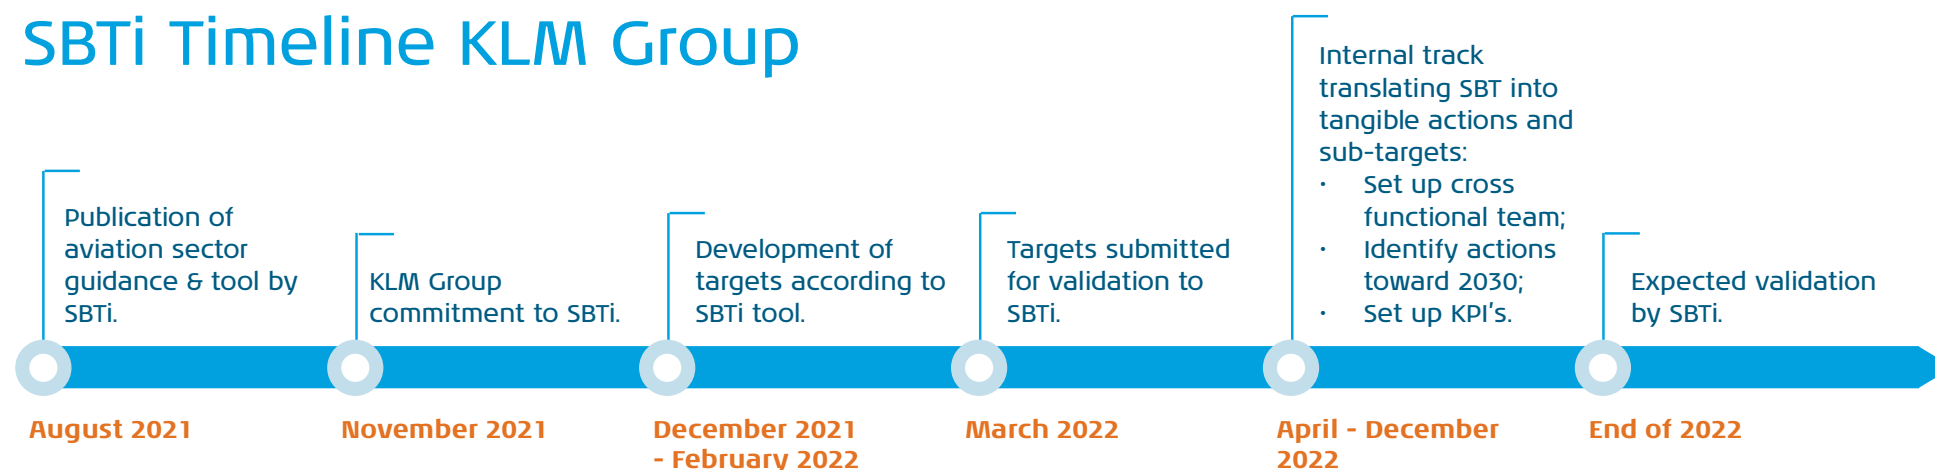 SBTi Timeline KLM Group
Publication of
aviation sector
guidance & tool by
SBTi.
August 2021
KLM Group
commitment to SBTi.
November 2021
Development of
targets according to
SBTi tool.
December 2021
- February 2022
Targets submitted
for validation to
SBTi.
March 2022
Internal track
translating SBT into
tangible actions and
sub-targets:
• Set up cross
functional team;
• Identify actions
toward 2030;
• Set up KPI's.
April - December
2022
Expected validation
by SBTi.
End of 2022